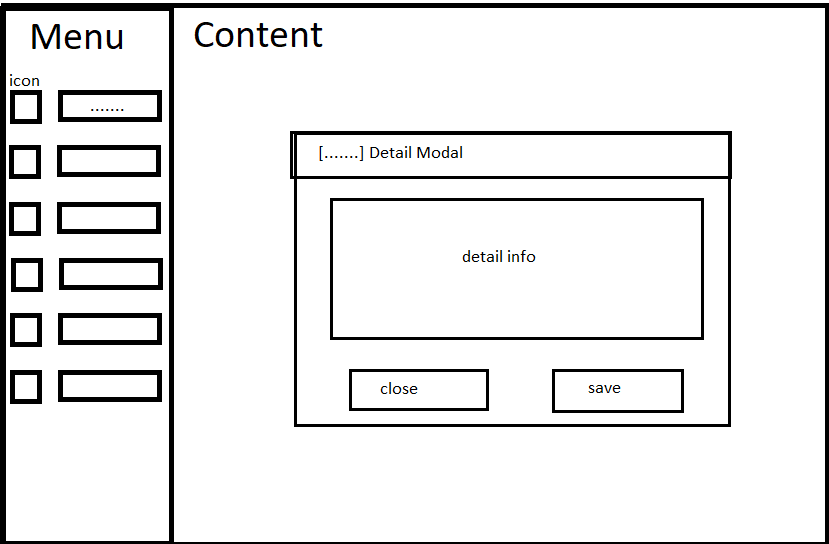 Menu
Content
icon
.......
[.......] Detail Modal
detail info
close
save